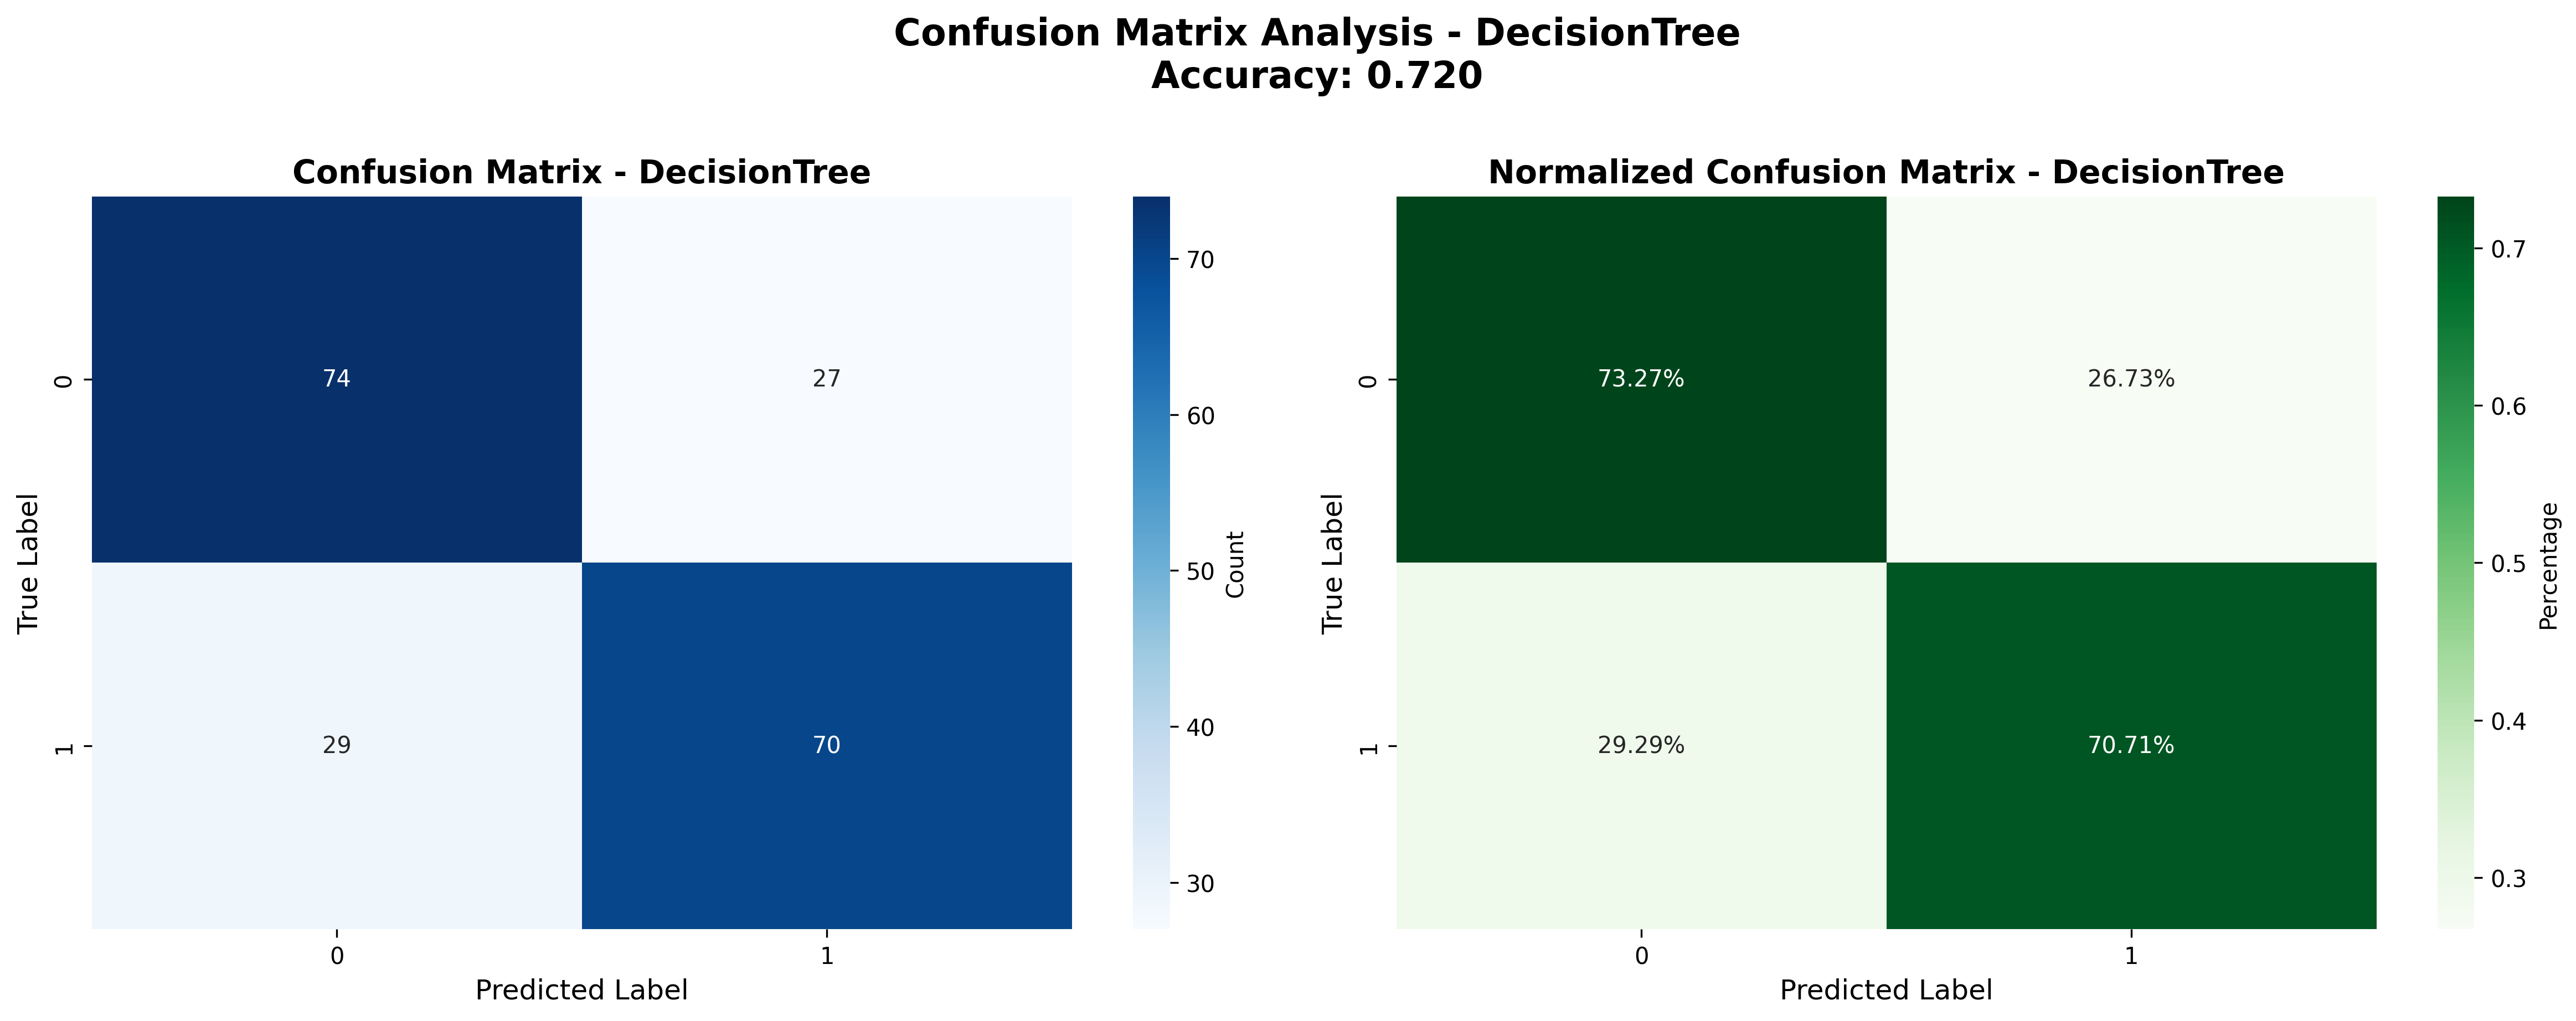 Confusion Matrix Analysis - DecisionTree
Accuracy: 0.720
Confusion Matrix - DecisionTree
74
27
29
70
0
1
0
1
True Label
Predicted Label
70
60
50
40
30
Count
Normalized Confusion Matrix - DecisionTree
73.27%
26.73%
29.29%
70.71%
0
1
0
1
True Label
Predicted Label
0.7
0.6
0.5
0.4
0.3
Percentage